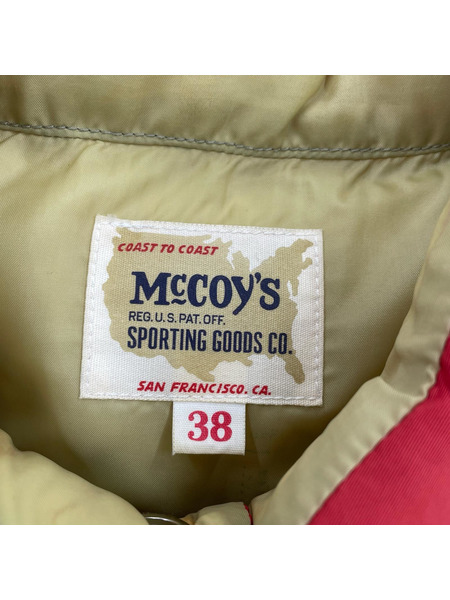 COAST TO COAST
McCOY'S
REG. U.S. PAT. OFF.
SPORTING GOODS CO.
SAN FRANCISCO. CA.
38